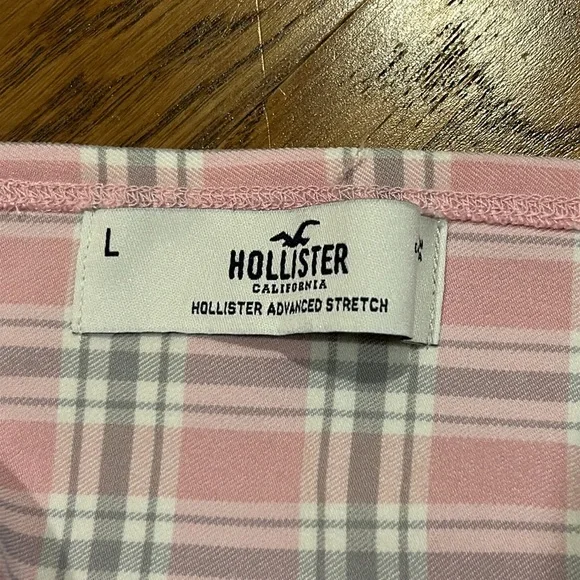 L
HOLLISTER
CALIFORNIA
HOLLISTER ADVANCED STRETCH